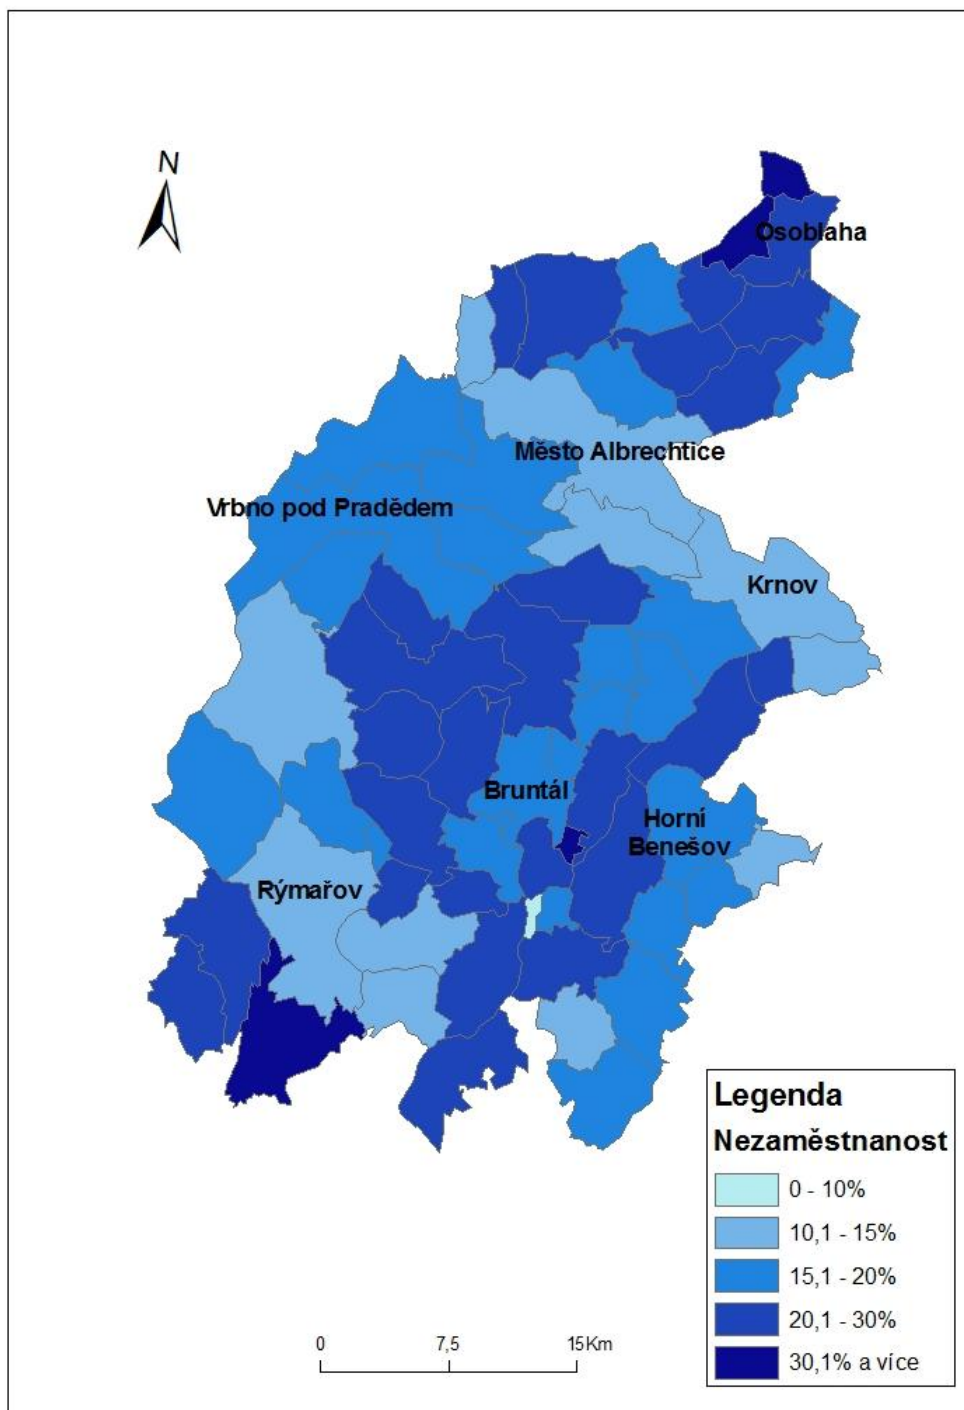 N
Osoblaha
Město Albrechtice
Vrbno pod Pradědem
Krnov
Bruntál
Horní
Benešov
Rýmařov
Legenda
Nezaměstnanost
0 - 10%
10,1 - 15%
15,1 - 20%
20,1 - 30%
30,1% a více
0 7,5 15Km